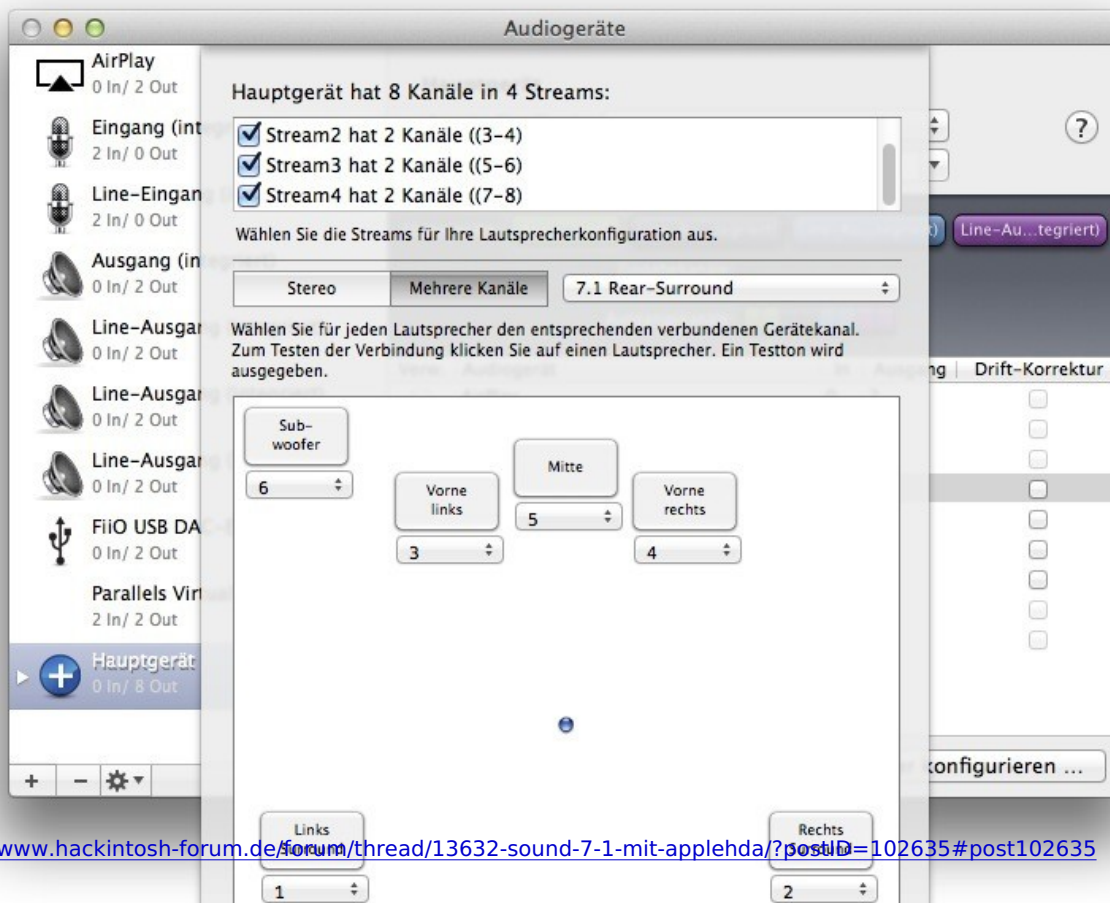 Audiogeräte
AirPlay
0 In/ 2 Out
Eingang (int
2 In/ 0 Out
Line-Eingan
2 In/ 0 Out
Ausgang (in
0 In/ 2 Out
Line-Ausgar
0 In/ 2 Out
Line-Ausgar
0 In/ 2 Out
Line-Ausgar
0 In/ 2 Out
FiiO USB DA
0 In/ 2 Out
Parallels Virt
2 In/ 2 Out
Hauptgerät
0 In/ 8 Out
+ −
Hauptgerät hat 8 Kanäle in 4 Streams:
Stream2 hat 2 Kanäle ((3-4)
Stream3 hat 2 Kanäle ((5-6)
Stream4 hat 2 Kanäle ((7-8)
Wählen Sie die Streams für Ihre Lautsprecherkonfiguration aus.
Stereo
Mehrere Kanäle
7.1 Rear-Surround
Wählen Sie für jeden Lautsprecher den entsprechenden verbundenen Gerätekanal.
Zum Testen der Verbindung klicken Sie auf einen Lautsprecher. Ein Testton wird
ausgegeben.
Sub-
woofer
6
Vorne
links
3
Mitte
5
Vorne
rechts
4
Links
Surround
1
Rechts
Surround
2
?
Line-Au...tegriert)
ng
Drift-Korrektur
konfigurieren ...
www.hackintosh-forum.de/forum/thread/13632-sound-7-1-mit-applehda/?postID=102635#post102635